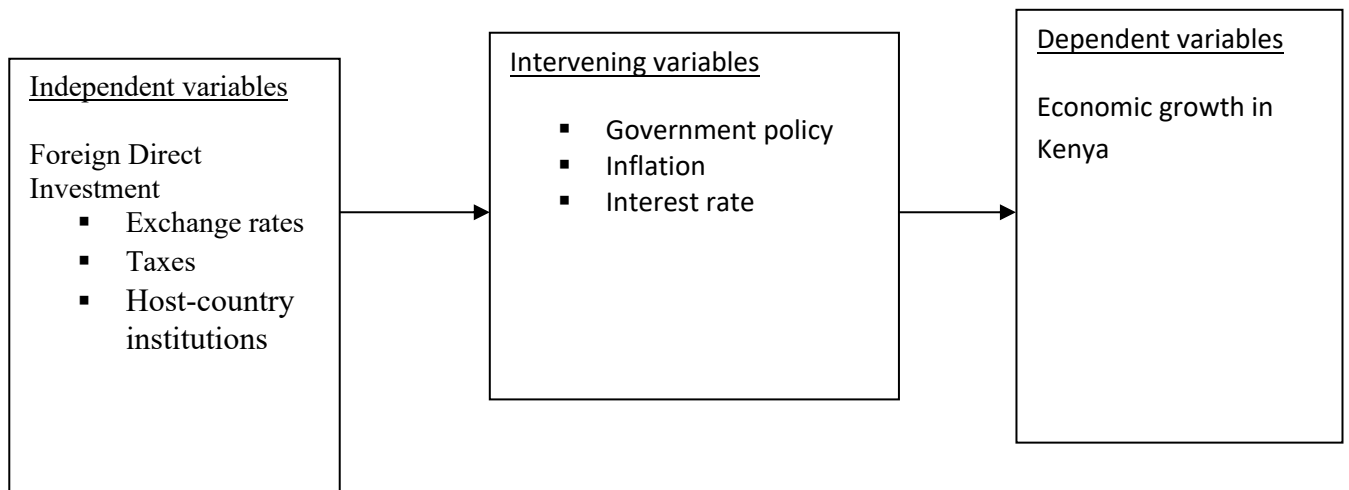 Independent variables
Foreign Direct
Investment
▪ Exchange rates
▪ Taxes
▪ Host-country
institutions
Intervening variables
▪ Government policy
▪ Inflation
▪ Interest rate
Dependent variables
Economic growth in
Kenya